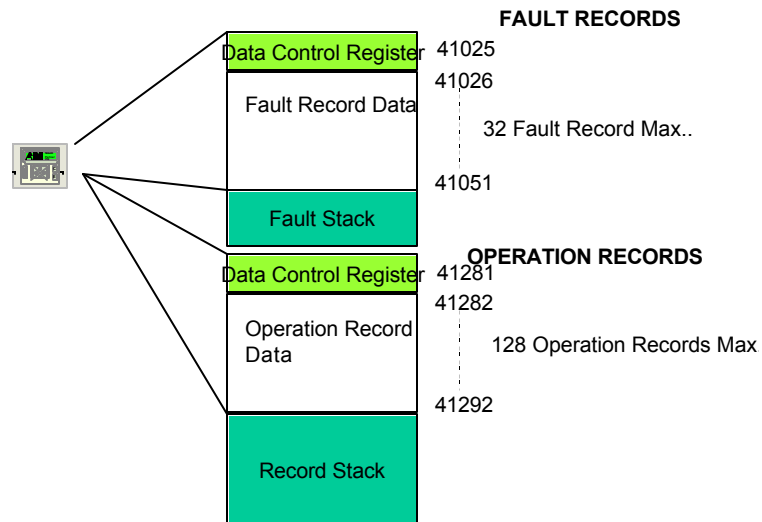 FAULT RECORDS
Data Control Register 41025
41026
Fault Record Data
32 Fault Record Max..
41051
Fault Stack
OPERATION RECORDS
Data Control Register 41281
41282
Operation Record
Data
128 Operation Records Max.
41292
Record Stack